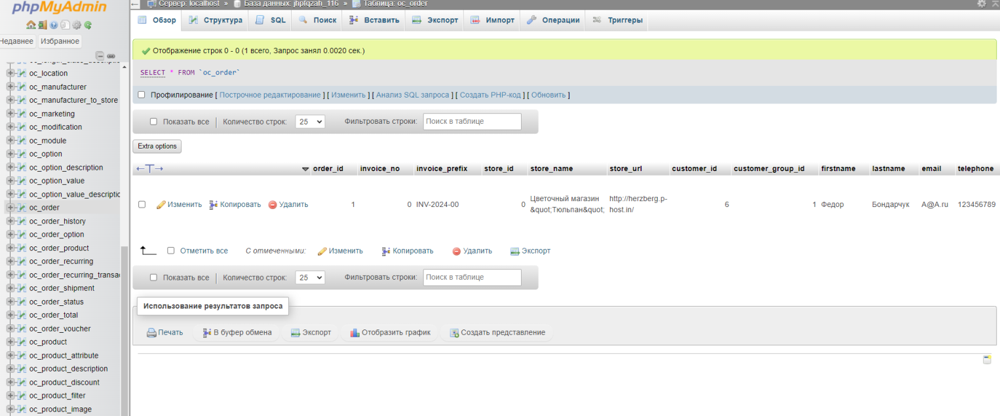 phpMyAdmin
Недавнее Избранное
oc_location
oc_manufacturer
oc_manufacturer_to_store
oc_marketing
oc_modification
oc_module
oc_option
oc_option_description
oc_option_value
oc_option_value_descriptic
oc_order
oc_order_history
oc_order_option
oc_order_product
oc_order_recurring
oc_order_recurring_transac
oc_order_shipment
oc_order_status
oc_order_total
oc_order_voucher
oc_product
oc_product_attribute
oc_product_description
oc_product_discount
oc_product_filter
oc_product_image
Сервер: localhost » База данных: jhpfqzah_116 » Таблица: oc_order
Обзор Структура SQL Поиск Вставить Экспорт Импорт Операции Триггеры
Отображение строк 0 - 0 (1 всего, Запрос занял 0.0020 сек.)
SELECT * FROM `oc_order`
Профилирование [ Построчное редактирование ] [ Изменить ] [ Анализ SQL запроса ] [ Создать PHP-код ] [ Обновить ]
Показать все | Количество строк: 25 Фильтровать строки: Поиск в таблице
Extra options
←T→ order_id invoice_no invoice_prefix store_id store_name store_url customer_id customer_group_id firstname lastname email telephone
Изменить Копировать Удалить 1 0 INV-2024-00 0 Цветочный магазин &quot;Тюльпан&quot; http://herzberg.p-host.in/ 6 1 Федор Бондарчук A@A.ru 123456789
Отметить все С отмеченными: Изменить Копировать Удалить Экспорт
Показать все | Количество строк: 25 Фильтровать строки: Поиск в таблице
Использование результатов запроса
Печать В буфер обмена Экспорт Отобразить график Создать представление